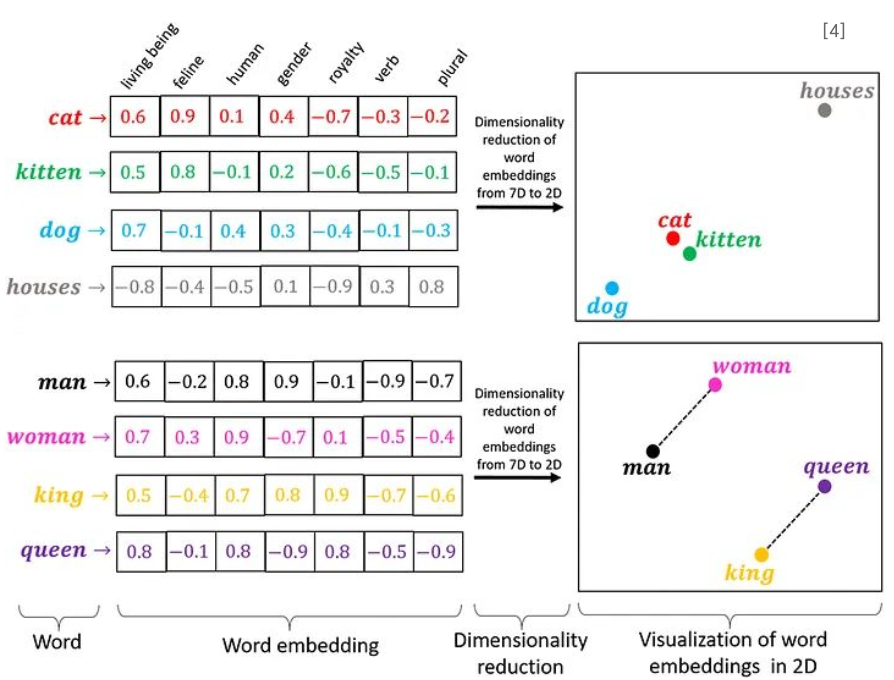 [4]
living being feline human gender royalty verb plural
cat → 0.6 0.9 0.1 0.4 −0.7 −0.3 −0.2
kitten → 0.5 0.8 −0.1 0.2 −0.6 −0.5 −0.1
dog → 0.7 −0.1 0.4 0.3 −0.4 −0.1 −0.3
houses → −0.8 −0.4 −0.5 0.1 −0.9 0.3 0.8
Dimensionality
reduction of
word
embeddings
from 7D to 2D
houses
cat
kitten
dog
man → 0.6 −0.2 0.8 0.9 −0.1 −0.9 −0.7
woman → 0.7 0.3 0.9 −0.7 0.1 −0.5 −0.4
king → 0.5 −0.4 0.7 0.8 0.9 −0.7 −0.6
queen → 0.8 −0.1 0.8 −0.9 0.8 −0.5 −0.9
Dimensionality
reduction of
word
embeddings
from 7D to 2D
woman
man
queen
king
Word
Word embedding
Dimensionality
reduction
Visualization of word
embeddings in 2D